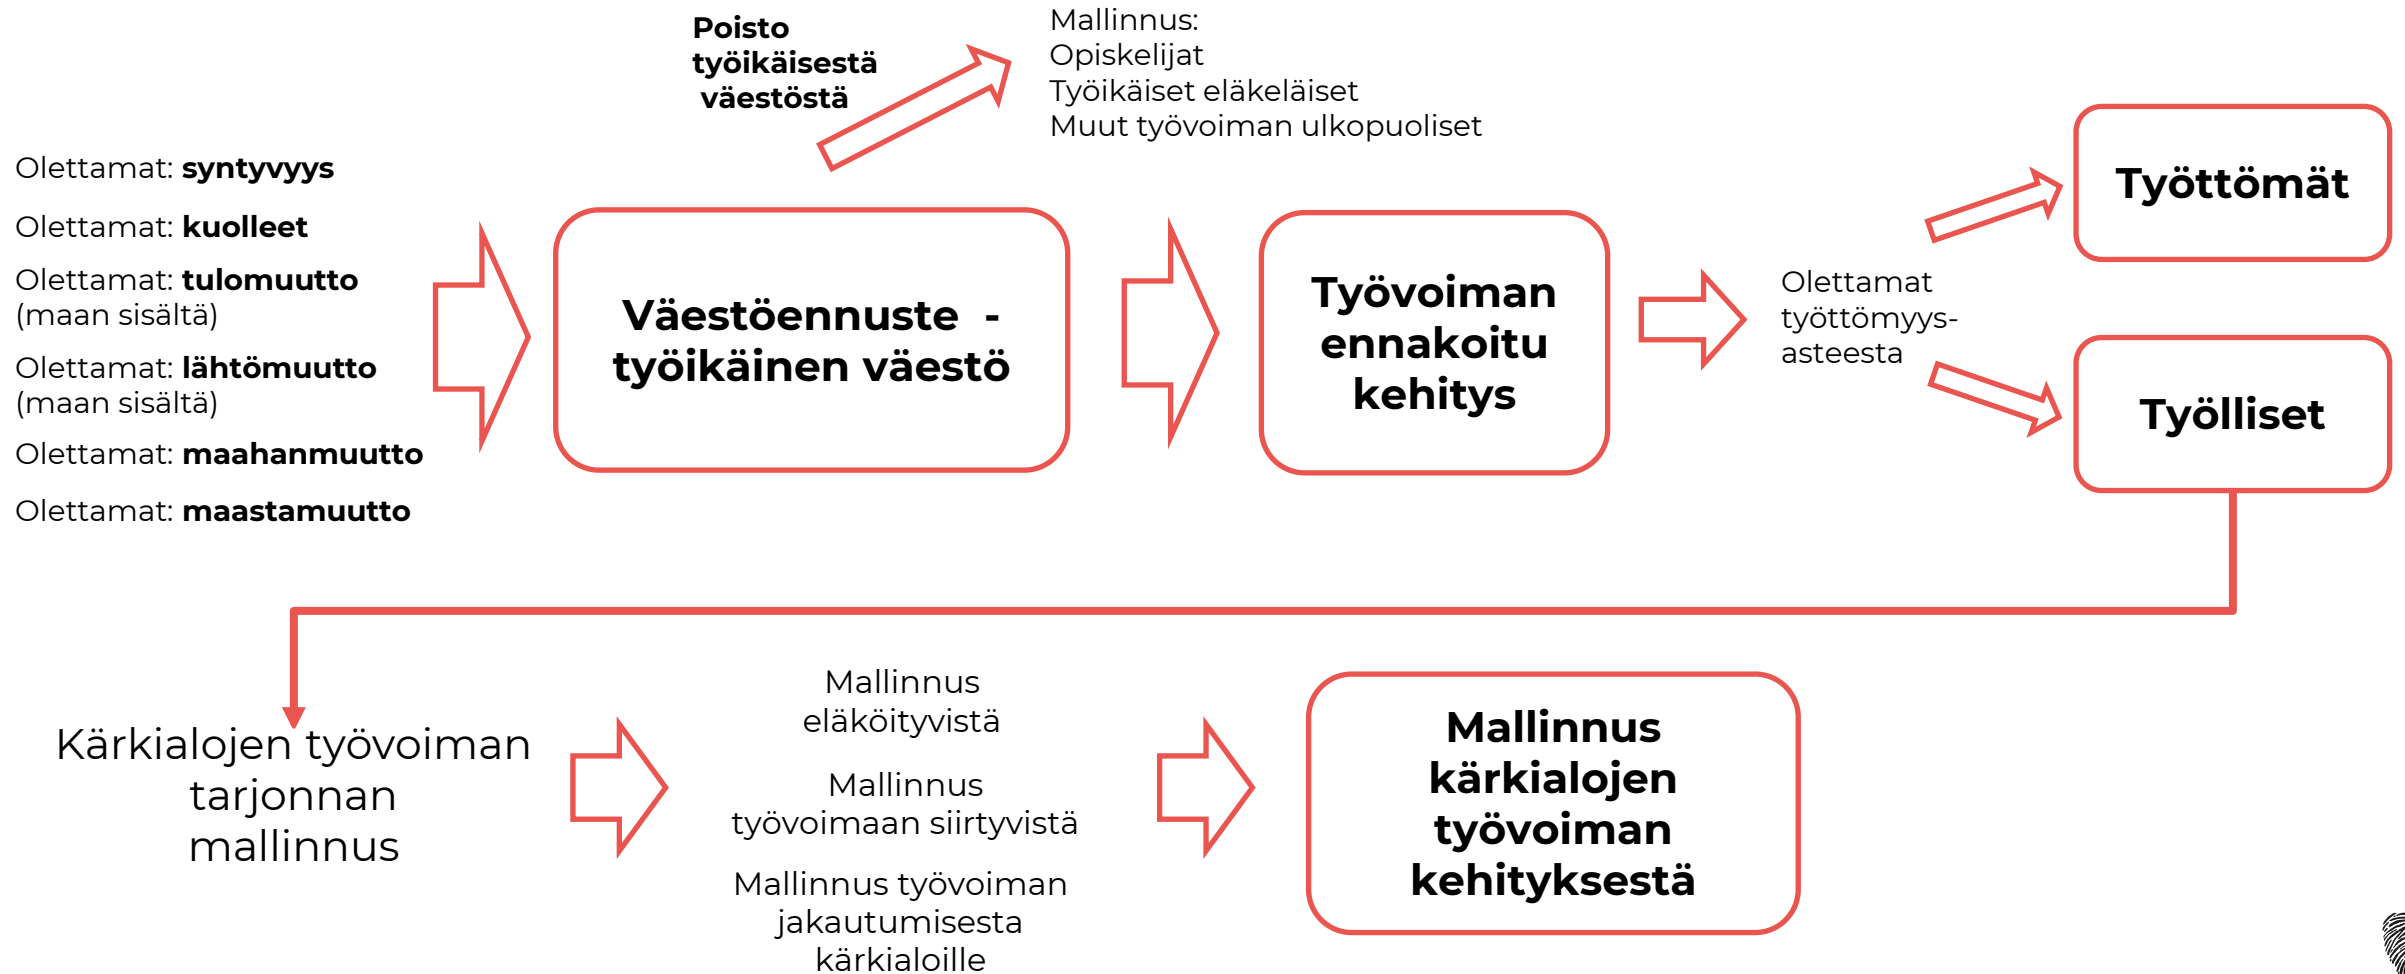 Poisto
työikäisestä
väestöstä
Mallinnus:
Opiskelijat
Työikäiset eläkeläiset
Muut työvoiman ulkopuoliset
Olettamat: syntyvyys
Olettamat: kuolleet
Olettamat: tulomuutto
(maan sisältä)
Olettamat: lähtömuutto
(maan sisältä)
Olettamat: maahanmuutto
Olettamat: maastamuutto
Väestöennuste -
työikäinen väestö
Työvoiman
ennakoitu
kehitys
Olettamat
työttömyys-
asteesta
Työttömät
Työlliset
Kärkialojen työvoiman
tarjonnan
mallinnus
Mallinnus
eläköityvistä
Mallinnus
työvoimaan siirtyvistä
Mallinnus työvoiman
jakautumisesta
kärkialoille
Mallinnus
kärkialojen
työvoiman
kehityksestä